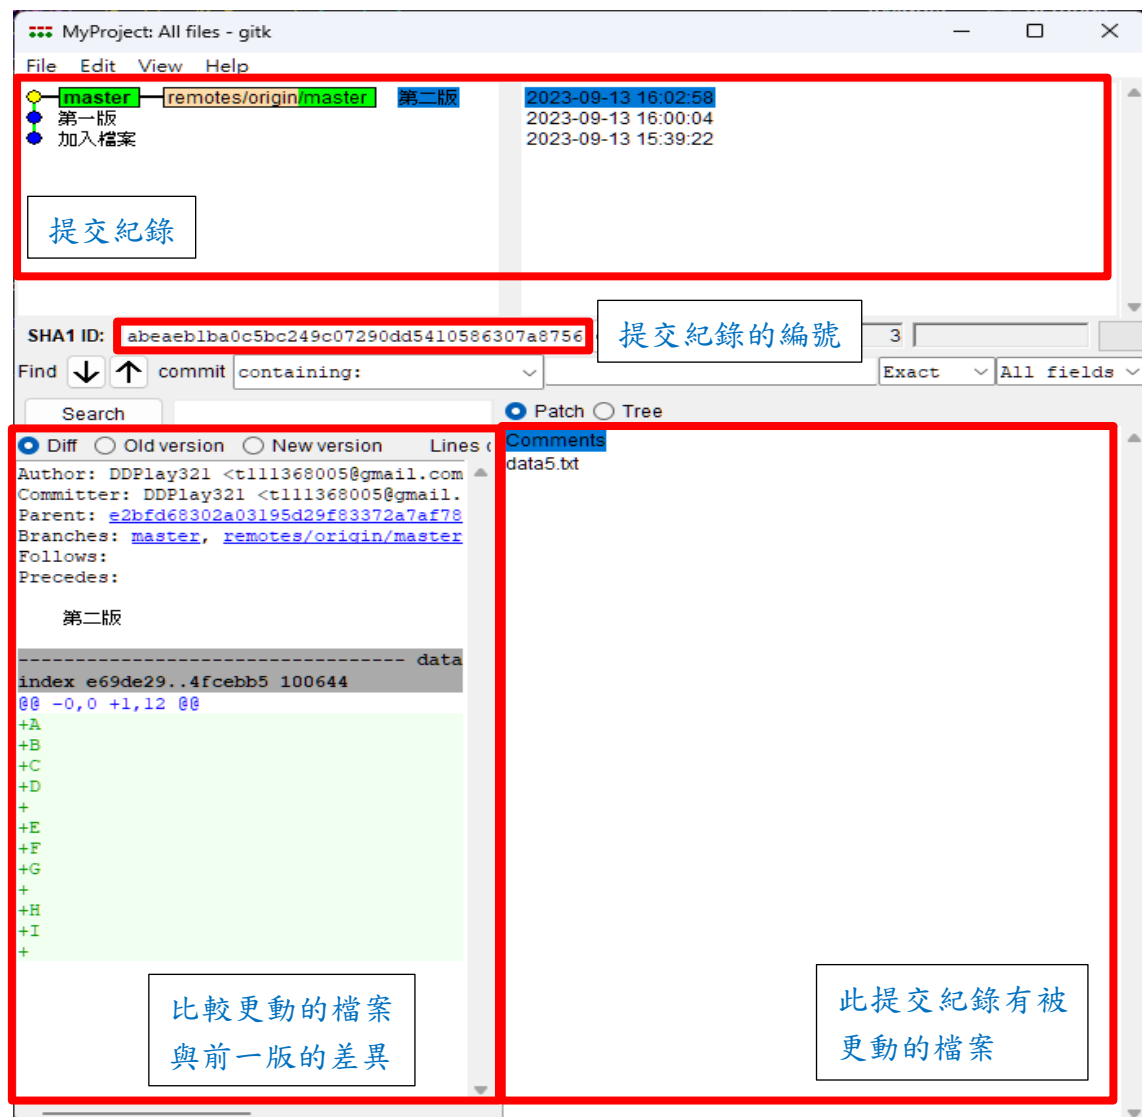 MyProject: All files - gitk
File Edit View Help
master remotes/origin/master 第二版 2023-09-13 16:02:58
第一版 2023-09-13 16:00:04
加入檔案 2023-09-13 15:39:22
提交紀錄
SHA1 ID: abeaeb1ba0c5bc249c07290dd5410586307a8756 提交紀錄的編號 3
Find commit containing: Exact All fields
Search Patch Tree
Diff Old version New version Lines
Comments
data5.txt
Author: DDPlay321 <t111368005@gmail.com
Committer: DDPlay321 <t111368005@gmail.
Parent: e2bfd68302a03195d29f83372a7af78
Branches: master, remotes/origin/master
Follows:
Precedes:
第二版
---------------------------------- data
index e69de29..4fcebb5 100644
@@ -0,0 +1,12 @@
+A
+B
+C
+D
+
+E
+F
+G
+
+H
+I
+
比較更動的檔案
與前一版的差異
此提交紀錄有被
更動的檔案